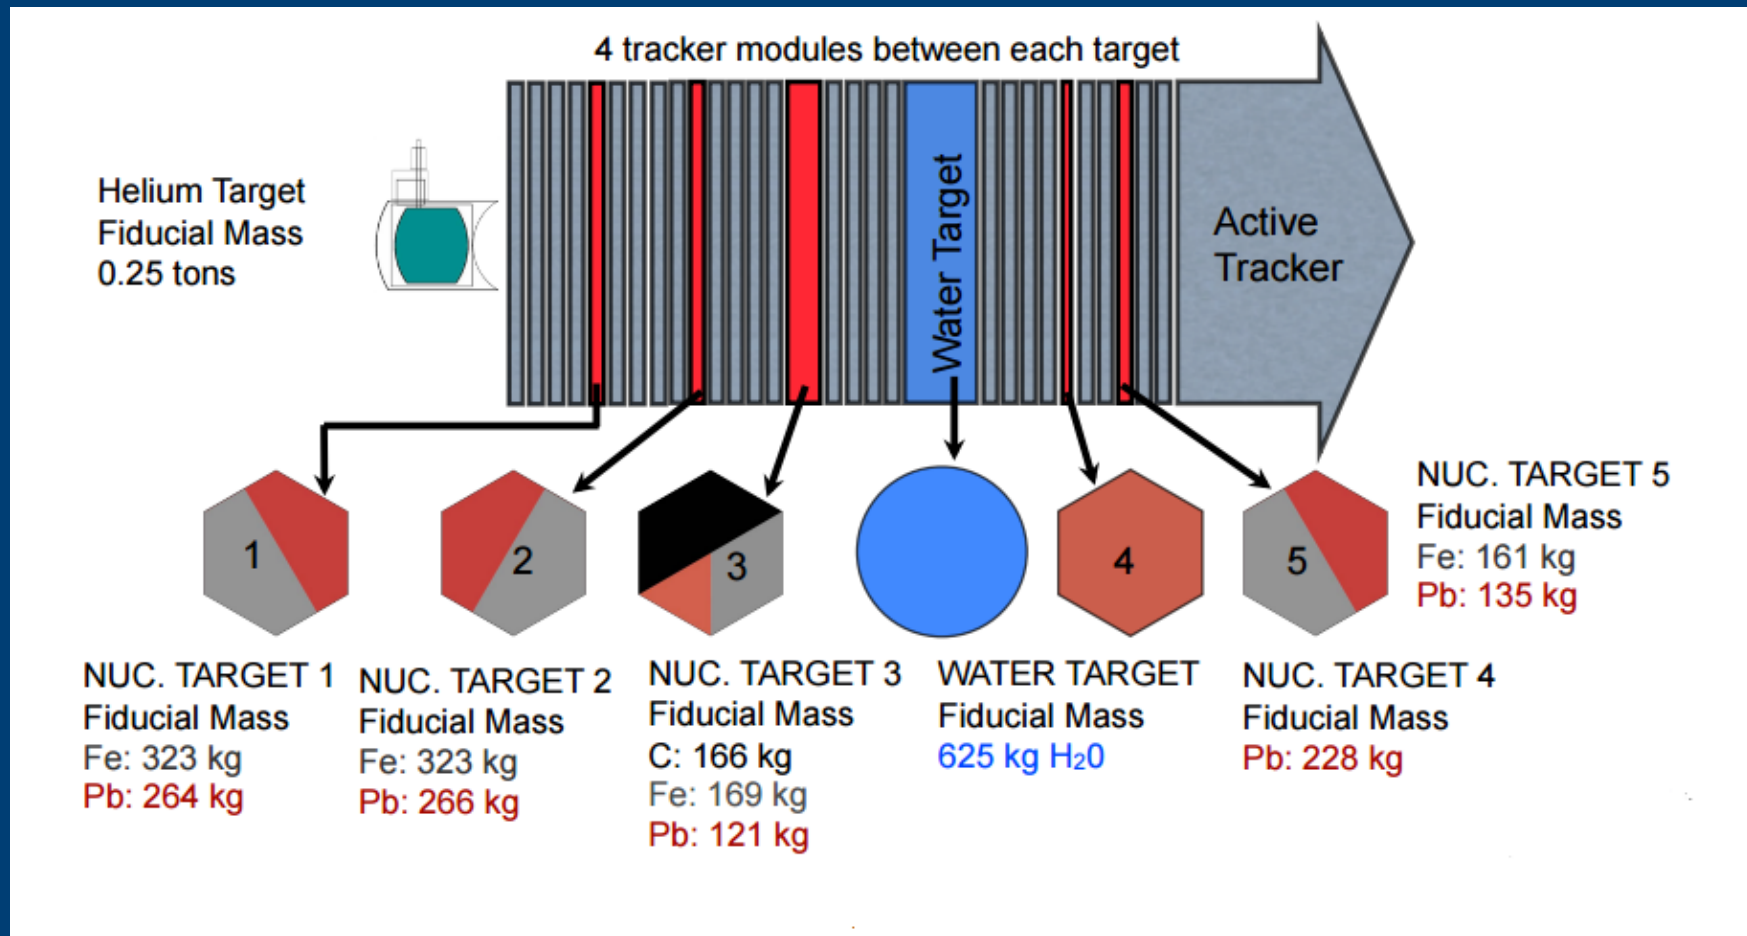 4 tracker modules between each target
Helium Target
Fiducial Mass
0.25 tons
Water Target
Active
Tracker
1
2
3
4
5
NUC. TARGET 5
Fiducial Mass
Fe: 161 kg
Pb: 135 kg
NUC. TARGET 1
Fiducial Mass
Fe: 323 kg
Pb: 264 kg
NUC. TARGET 2
Fiducial Mass
Fe: 323 kg
Pb: 266 kg
NUC. TARGET 3
Fiducial Mass
C: 166 kg
Fe: 169 kg
Pb: 121 kg
WATER TARGET
Fiducial Mass
625 kg H₂0
NUC. TARGET 4
Fiducial Mass
Pb: 228 kg